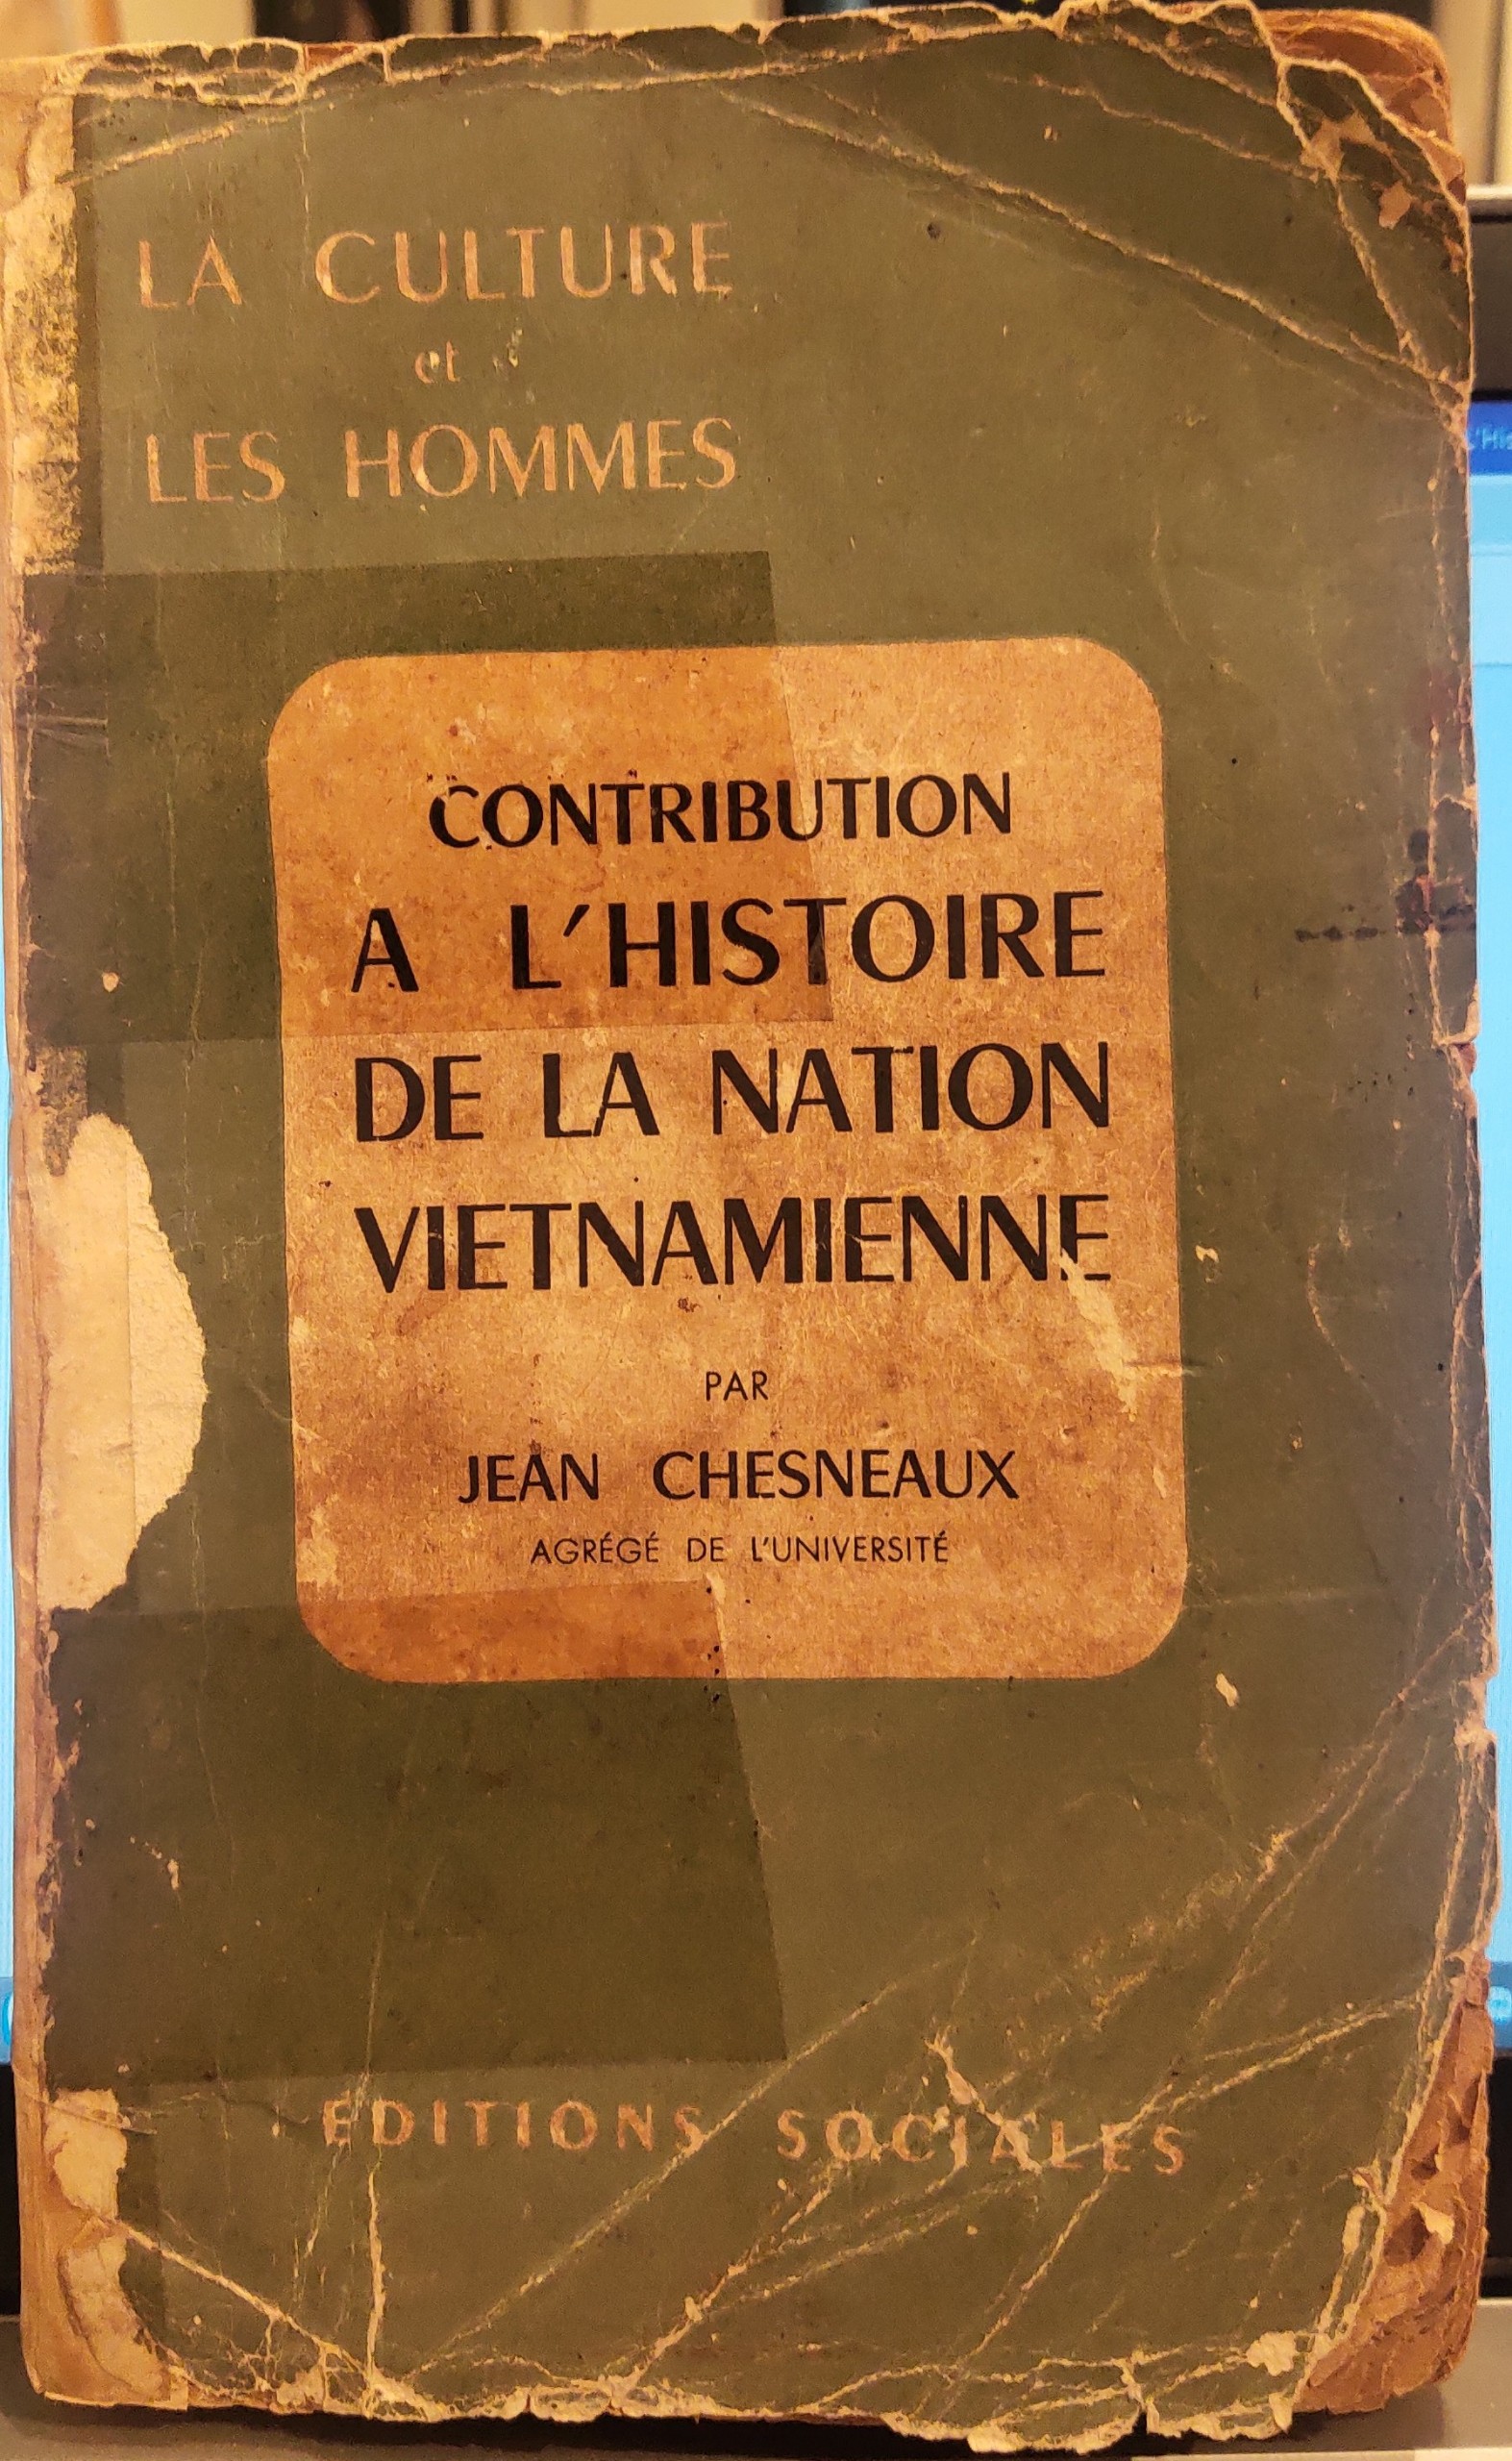 LA CULTURE
et
LES HOMMES
CONTRIBUTION
A L'HISTOIRE
DE LA NATION
VIETNAMIENNE
PAR
JEAN CHESNEAUX
AGRÉGÉ DE L'UNIVERSITÉ
EDITIONS SOCIALES